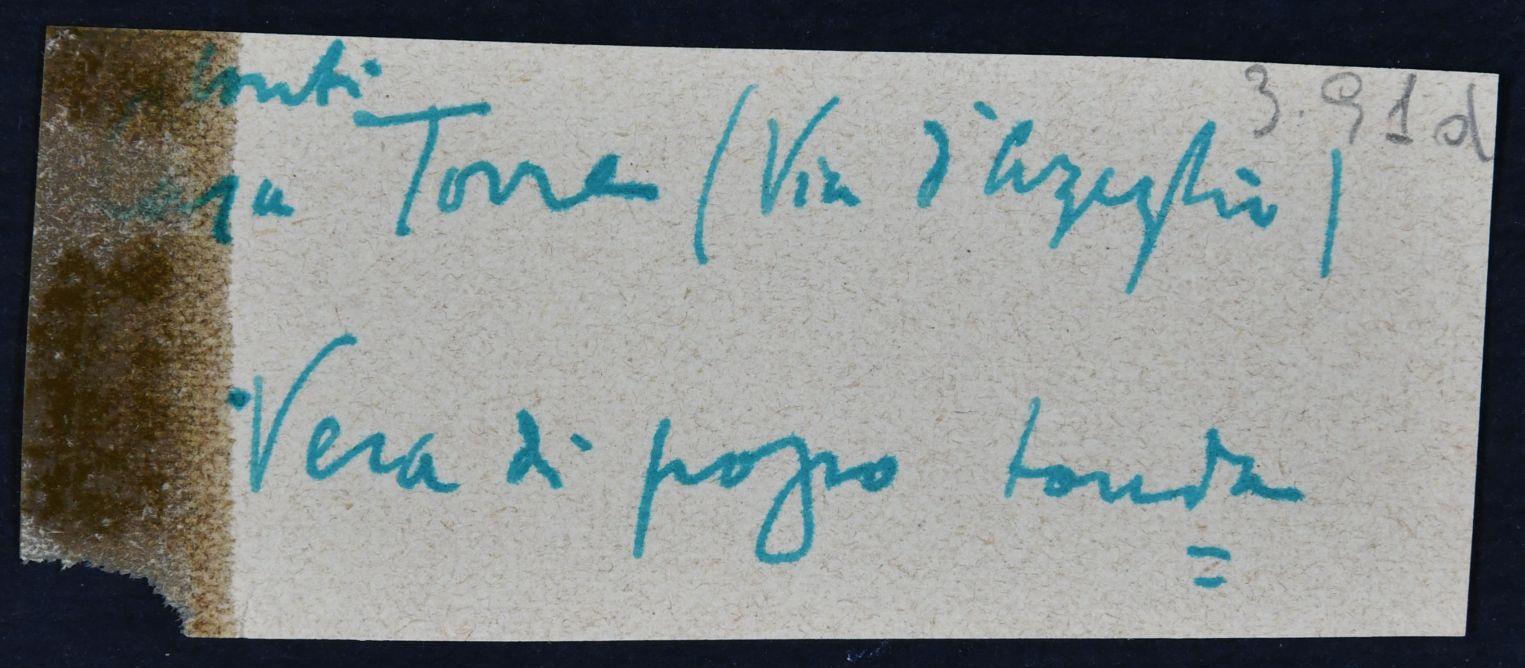 3.91d
Torre (Via d'Azeglio)
Vera di pozzo tonda
=